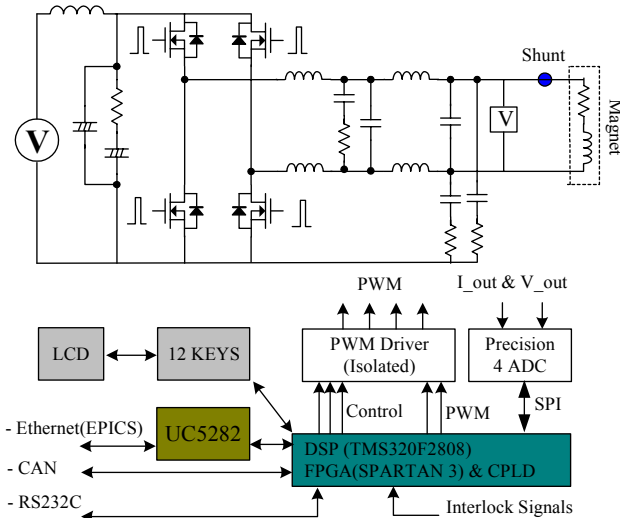 Shunt
V
V
Magnet
PWM
I_out & V_out
LCD
12 KEYS
PWM Driver
(Isolated)
Precision
4 ADC
Control
PWM
SPI
- Ethernet(EPICS)
UC5282
DSP (TMS320F2808)
FPGA(SPARTAN 3) & CPLD
- CAN
- RS232C
Interlock Signals